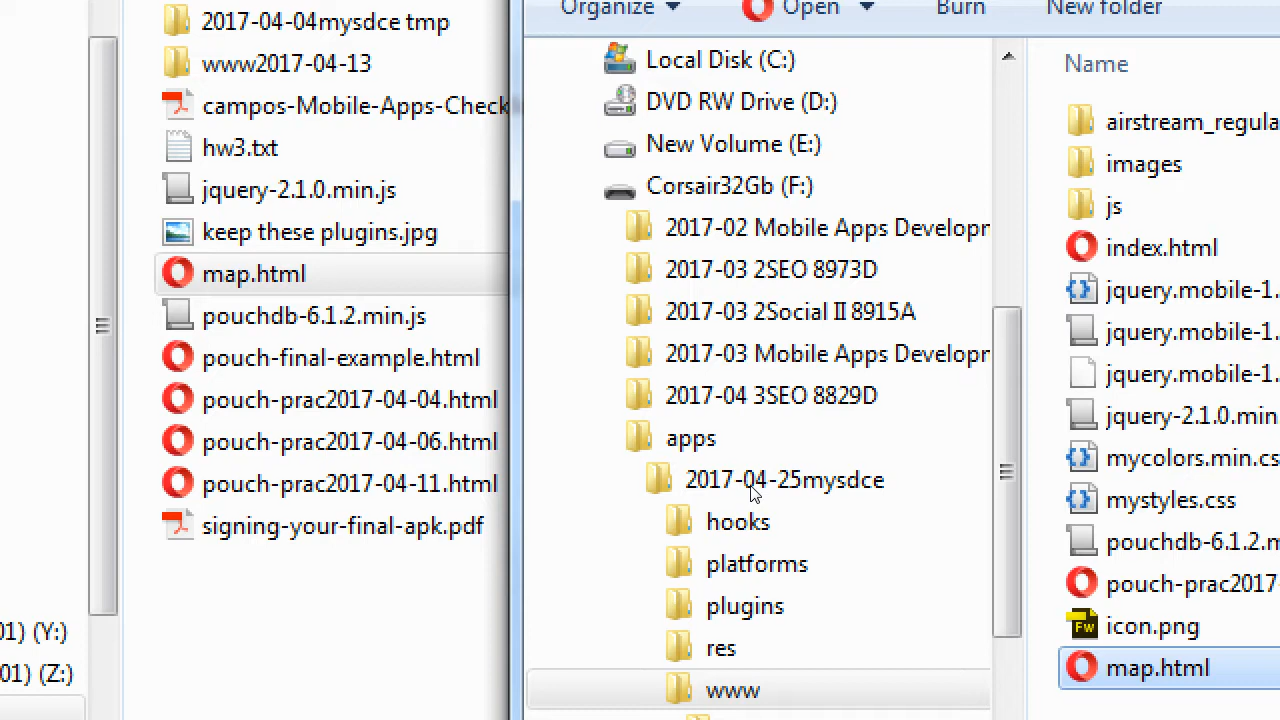 2017-04-04mysdce tmp
www2017-04-13
campos-Mobile-Apps-Check
hw3.txt
jquery-2.1.0.min.js
keep these plugins.jpg
map.html
pouchdb-6.1.2.min.js
pouch-final-example.html
pouch-prac2017-04-04.html
pouch-prac2017-04-06.html
pouch-prac2017-04-11.html
signing-your-final-apk.pdf
01) (Y:)
01) (Z:)
Organize Open Burn New folder
Local Disk (C:)
DVD RW Drive (D:)
New Volume (E:)
Corsair32Gb (F:)
2017-02 Mobile Apps Developr
2017-03 2SEO 8973D
2017-03 2Social II 8915A
2017-03 Mobile Apps Developr
2017-04 3SEO 8829D
apps
2017-04-25mysdce
hooks
platforms
plugins
res
www
Name
airstream_regula
images
js
index.html
jquery.mobile-1.
jquery.mobile-1.
jquery.mobile-1.
jquery-2.1.0.min
mycolors.min.cs
mystyles.css
pouchdb-6.1.2.m
pouch-prac2017-
Fw
icon.png
map.html